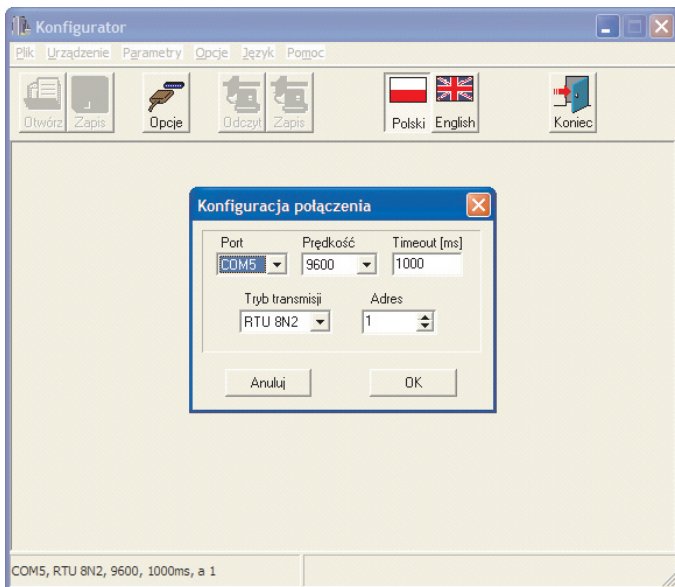 Konfigurator
Plik Urządzenie Parametry Opcje Język Pomoc
Otwórz Zapis Opcje Odczyt Zapis Polski English Koniec
Konfiguracja połączenia
Port Prędkość Timeout [ms]
COM5 9600 1000
Tryb transmisji Adres
RTU 8N2 1
Anuluj OK
COM5, RTU 8N2, 9600, 1000ms, a 1